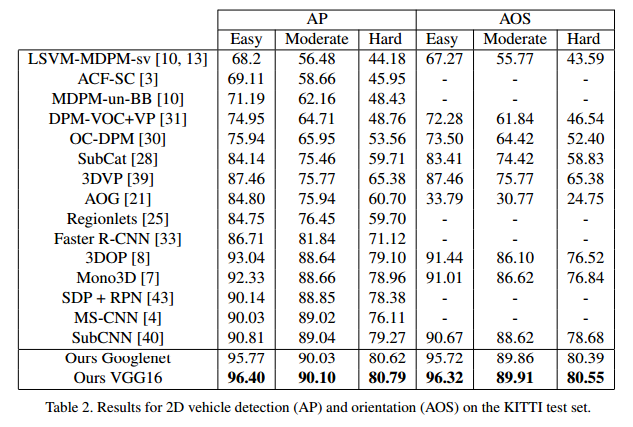 AP AOS
Easy Moderate Hard Easy Moderate Hard
LSVM-MDPM-sv [10, 13] 68.2 56.48 44.18 67.27 55.77 43.59
ACF-SC [3] 69.11 58.66 45.95 - - -
MDPM-un-BB [10] 71.19 62.16 48.43 - - -
DPM-VOC+VP [31] 74.95 64.71 48.76 72.28 61.84 46.54
OC-DPM [30] 75.94 65.95 53.56 73.50 64.42 52.40
SubCat [28] 84.14 75.46 59.71 83.41 74.42 58.83
3DVP [39] 87.46 75.77 65.38 87.46 75.77 65.38
AOG [21] 84.80 75.94 60.70 33.79 30.77 24.75
Regionlets [25] 84.75 76.45 59.70 - - -
Faster R-CNN [33] 86.71 81.84 71.12 - - -
3DOP [8] 93.04 88.64 79.10 91.44 86.10 76.52
Mono3D [7] 92.33 88.66 78.96 91.01 86.62 76.84
SDP + RPN [43] 90.14 88.85 78.38 - - -
MS-CNN [4] 90.03 89.02 76.11 - - -
SubCNN [40] 90.81 89.04 79.27 90.67 88.62 78.68
Ours Googlenet 95.77 90.03 80.62 95.72 89.86 80.39
Ours VGG16 96.40 90.10 80.79 96.32 89.91 80.55
Table 2. Results for 2D vehicle detection (AP) and orientation (AOS) on the KITTI test set.